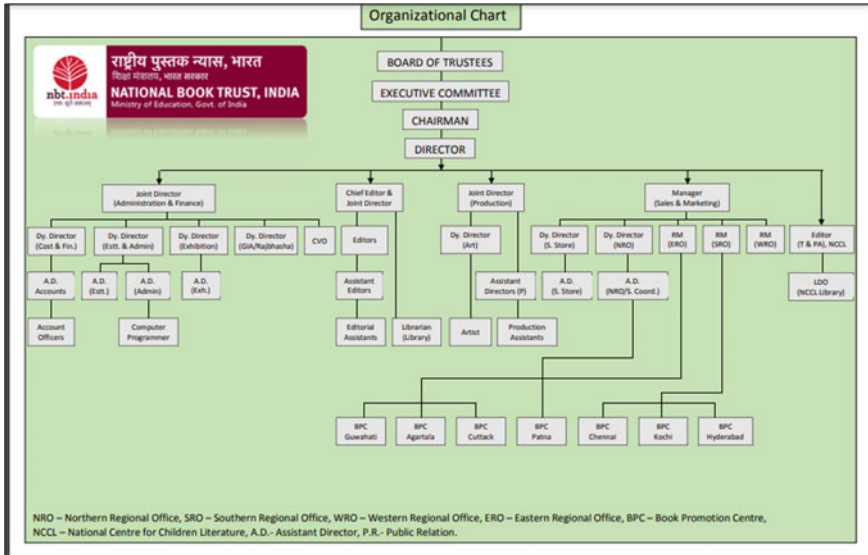 Organizational Chart
राष्ट्रीय पुस्तक न्यास, भारत
शिक्षा मंत्रालय, भारत सरकार
NATIONAL BOOK TRUST, INDIA
Ministry of Education, Govt. of India
nbt.india
एकः सूते सकलम्
BOARD OF TRUSTEES
EXECUTIVE COMMITTEE
CHAIRMAN
DIRECTOR
Joint Director
(Administration & Finance)
Chief Editor &
Joint Director
Joint Director
(Production)
Manager
(Sales & Marketing)
Dy. Director
(Cost & Fin.)
Dy. Director
(Estt. & Admin)
Dy. Director
(Exhibition)
Dy. Director
(GIA/Rajbhasha)
CVO
Editors
Dy. Director
(Art)
Dy. Director
(S. Store)
Dy. Director
(NRO)
RM
(ERO)
RM
(SRO)
RM
(WRO)
Editor
(T & PA), NCCL
A.D.
Accounts
A.D.
(Estt.)
A.D.
(Admin)
A.D.
(Exh.)
Assistant
Editors
Assistant
Directors (P)
A.D.
(S. Store)
A.D.
(NRO/S. Coord.)
LDO
(NCCL Library)
Account
Officers
Computer
Programmer
Editorial
Assistants
Librarian
(Library)
Artist
Production
Assistants
BPC
Guwahati
BPC
Agartala
BPC
Cuttack
BPC
Patna
BPC
Chennai
BPC
Kochi
BPC
Hyderabad
NRO – Northern Regional Office, SRO – Southern Regional Office, WRO – Western Regional Office, ERO – Eastern Regional Office, BPC – Book Promotion Centre,
NCCL – National Centre for Children Literature, A.D.- Assistant Director, P.R.- Public Relation.